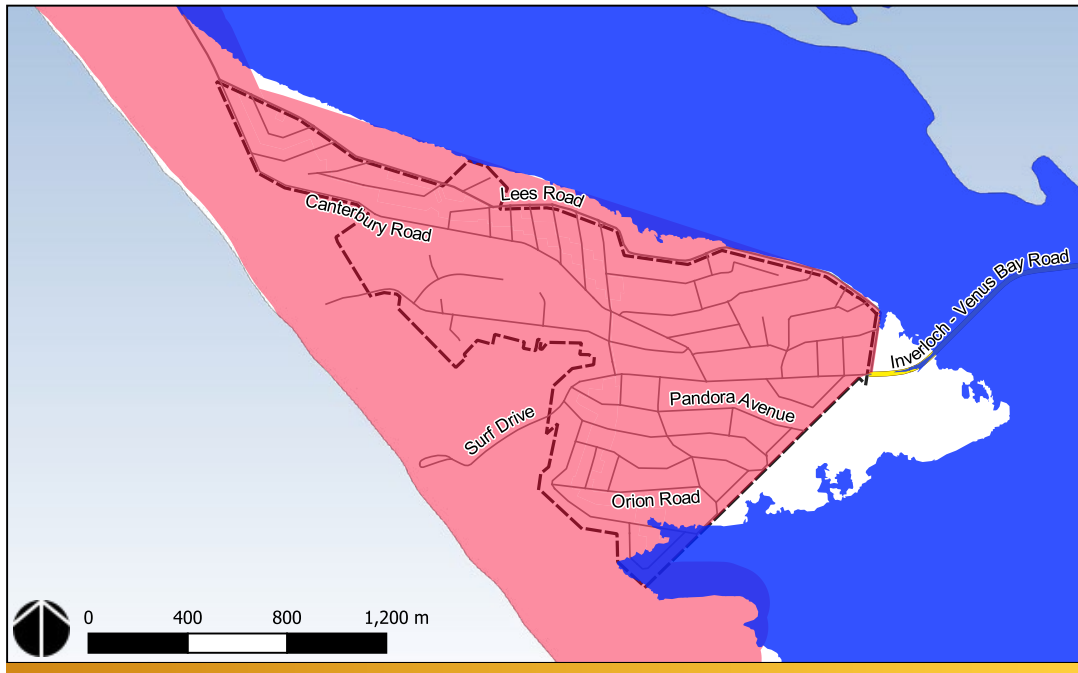 Lees Road
Canterbury Road
Inverloch - Venus Bay Road
Pandora Avenue
Surf Drive
Orion Road
0 400 800 1,200 m